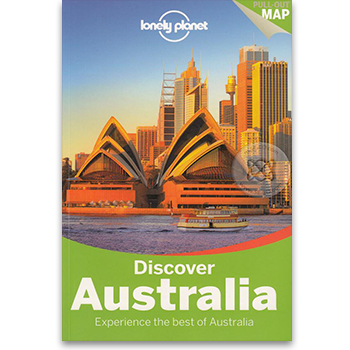 lonely planet
PULL-OUT
MAP
Discover
Australia
Experience the best of Australia